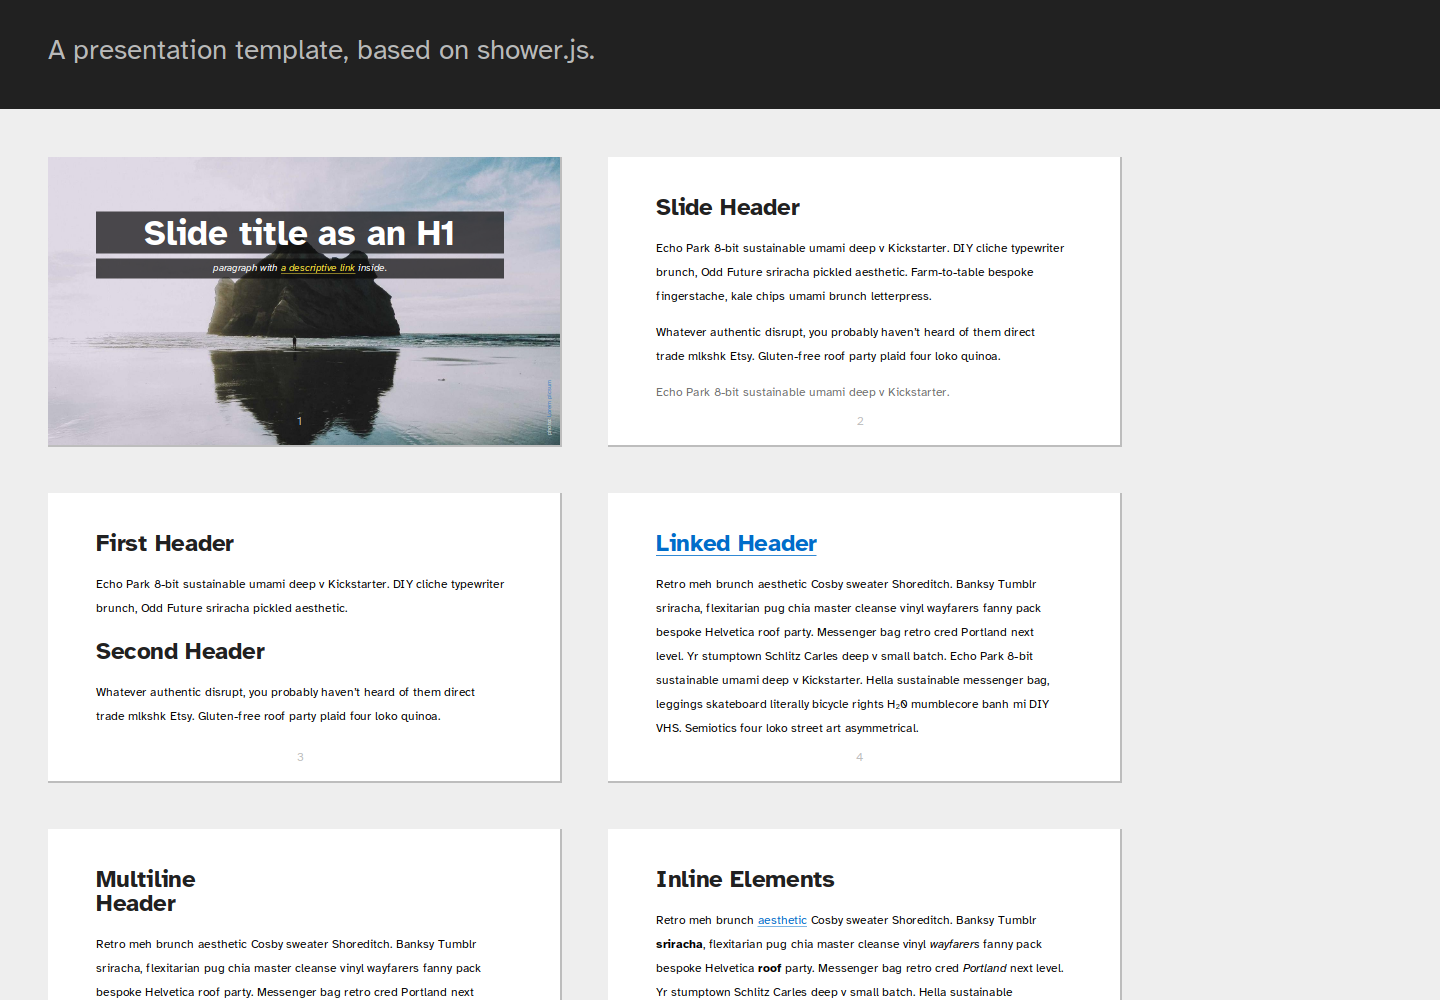 A presentation template, based on shower.js.
Slide title as an H1
paragraph with a descriptive link inside.
photo: lorem picsum
1
Slide Header
Echo Park 8-bit sustainable umami deep v Kickstarter. DIY cliche typewriter
brunch, Odd Future sriracha pickled aesthetic. Farm-to-table bespoke
fingerstache, kale chips umami brunch letterpress.
Whatever authentic disrupt, you probably haven't heard of them direct
trade mlkshk Etsy. Gluten-free roof party plaid four loko quinoa.
Echo Park 8-bit sustainable umami deep v Kickstarter.
2
First Header
Echo Park 8-bit sustainable umami deep v Kickstarter. DIY cliche typewriter
brunch, Odd Future sriracha pickled aesthetic.
Second Header
Whatever authentic disrupt, you probably haven't heard of them direct
trade mlkshk Etsy. Gluten-free roof party plaid four loko quinoa.
3
Linked Header
Retro meh brunch aesthetic Cosby sweater Shoreditch. Banksy Tumblr
sriracha, flexitarian pug chia master cleanse vinyl wayfarers fanny pack
bespoke Helvetica roof party. Messenger bag retro cred Portland next
level. Yr stumptown Schlitz Carles deep v small batch. Echo Park 8-bit
sustainable umami deep v Kickstarter. Hella sustainable messenger bag,
leggings skateboard literally bicycle rights H₂0 mumblecore banh mi DIY
VHS. Semiotics four loko street art asymmetrical.
4
Multiline
Header
Retro meh brunch aesthetic Cosby sweater Shoreditch. Banksy Tumblr
sriracha, flexitarian pug chia master cleanse vinyl wayfarers fanny pack
bespoke Helvetica roof party. Messenger bag retro cred Portland next
Inline Elements
Retro meh brunch aesthetic Cosby sweater Shoreditch. Banksy Tumblr
sriracha, flexitarian pug chia master cleanse vinyl wayfarers fanny pack
bespoke Helvetica roof party. Messenger bag retro cred Portland next level.
Yr stumptown Schlitz Carles deep v small batch. Hella sustainable